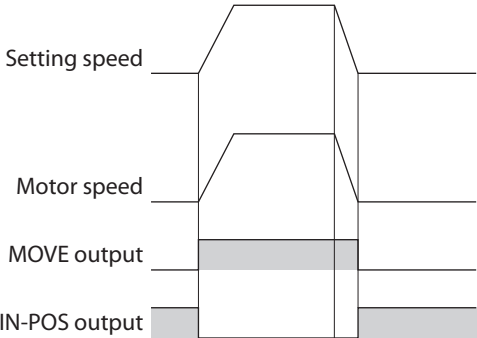 Setting speed
Motor speed
MOVE output
IN-POS output